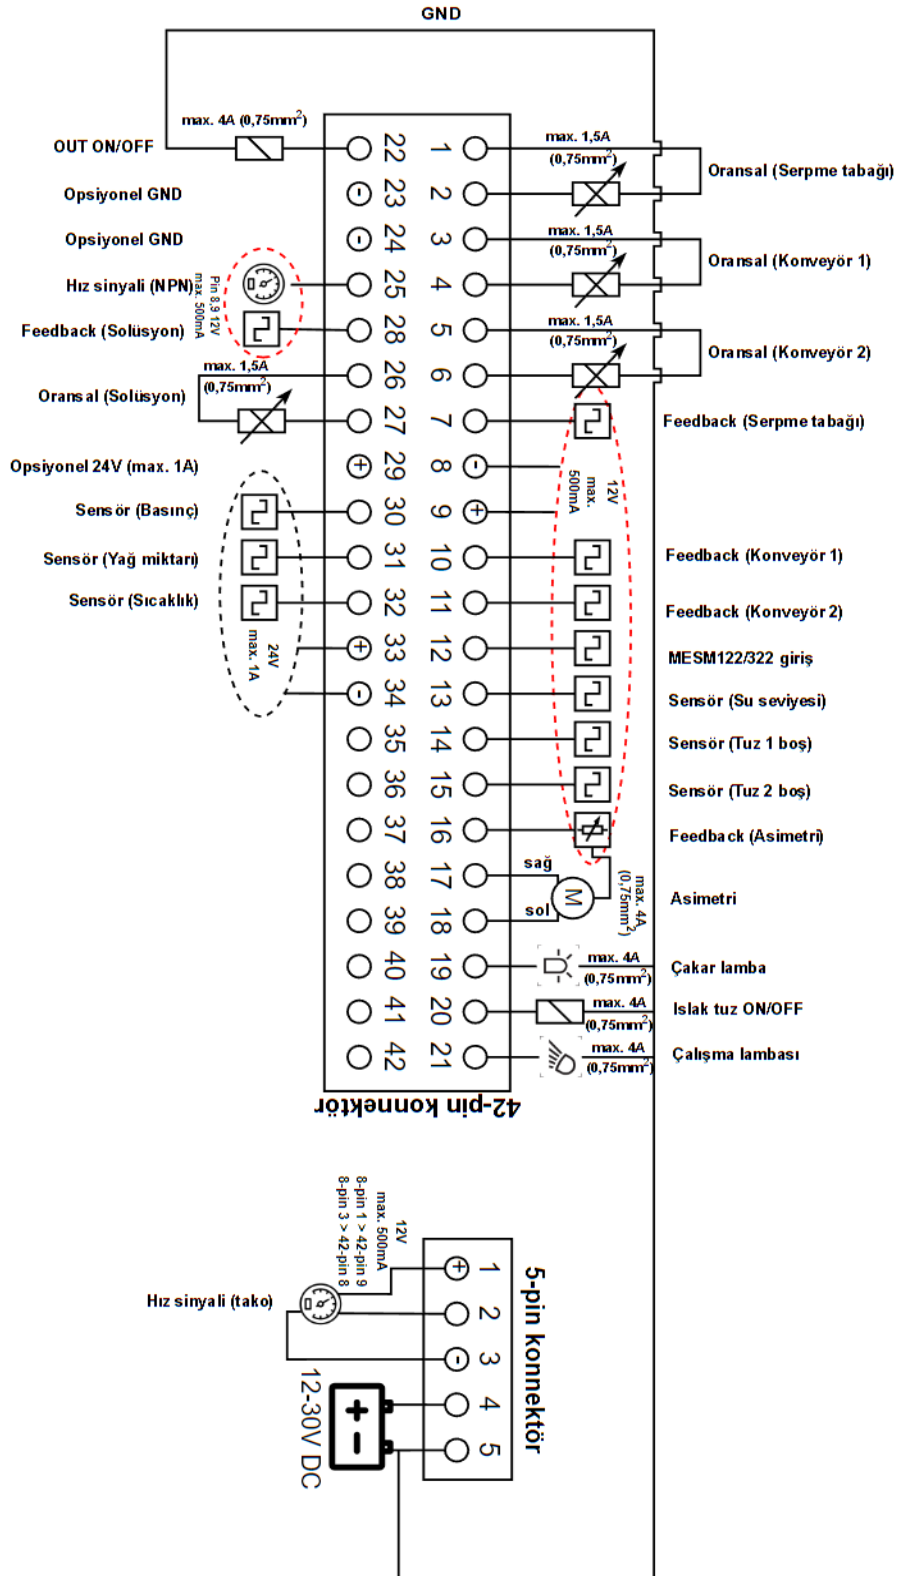 GND
max. 4A (0,75mm²)
OUT ON/OFF
Opsiyonel GND
Opsiyonel GND
Hız sinyali (NPN)
Pin 8,9 12V
max. 500mA
Feedback (Solüsyon)
max. 1,5A
(0,75mm²)
Oransal (Solüsyon)
Opsiyonel 24V (max. 1A)
Sensör (Basınç)
Sensör (Yağ miktarı)
Sensör (Sıcaklık)
24V
max. 1A
22
23
24
25
28
26
27
29
30
31
32
33
34
35
36
37
38
39
40
41
42
1
2
3
4
5
6
7
8
9
10
11
12
13
14
15
16
17
18
19
20
21
max. 1,5A
(0,75mm²)
Oransal (Serpme tabağı)
max. 1,5A
(0,75mm²)
Oransal (Konveyör 1)
max. 1,5A
(0,75mm²)
Oransal (Konveyör 2)
Feedback (Serpme tabağı)
12V
max.
500mA
Feedback (Konveyör 1)
Feedback (Konveyör 2)
MESM122/322 giriş
Sensör (Su seviyesi)
Sensör (Tuz 1 boş)
Sensör (Tuz 2 boş)
Feedback (Asimetri)
sağ
sol
M
max. 4A
(0,75mm²)
Asimetri
max. 4A
(0,75mm²)
Çakar lamba
max. 4A
(0,75mm²)
Islak tuz ON/OFF
max. 4A
(0,75mm²)
Çalışma lambası
42-pin konnektör
12V
max. 500mA
8-pin 1 > 42-pin 9
8-pin 3 > 42-pin 8
Hız sinyali (tako)
1
2
3
4
5
5-pin konnektör
12-30V DC